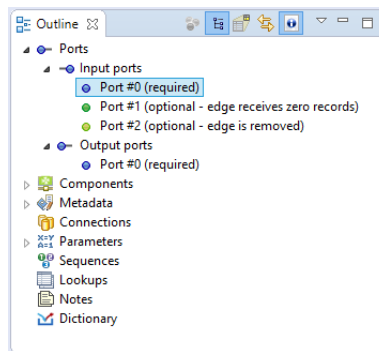 Outline
Ports
Input ports
Port #0 (required)
Port #1 (optional - edge receives zero records)
Port #2 (optional - edge is removed)
Output ports
Port #0 (required)
Components
Metadata
Connections
X=Y
A=1
Parameters
Sequences
Lookups
Notes
Dictionary